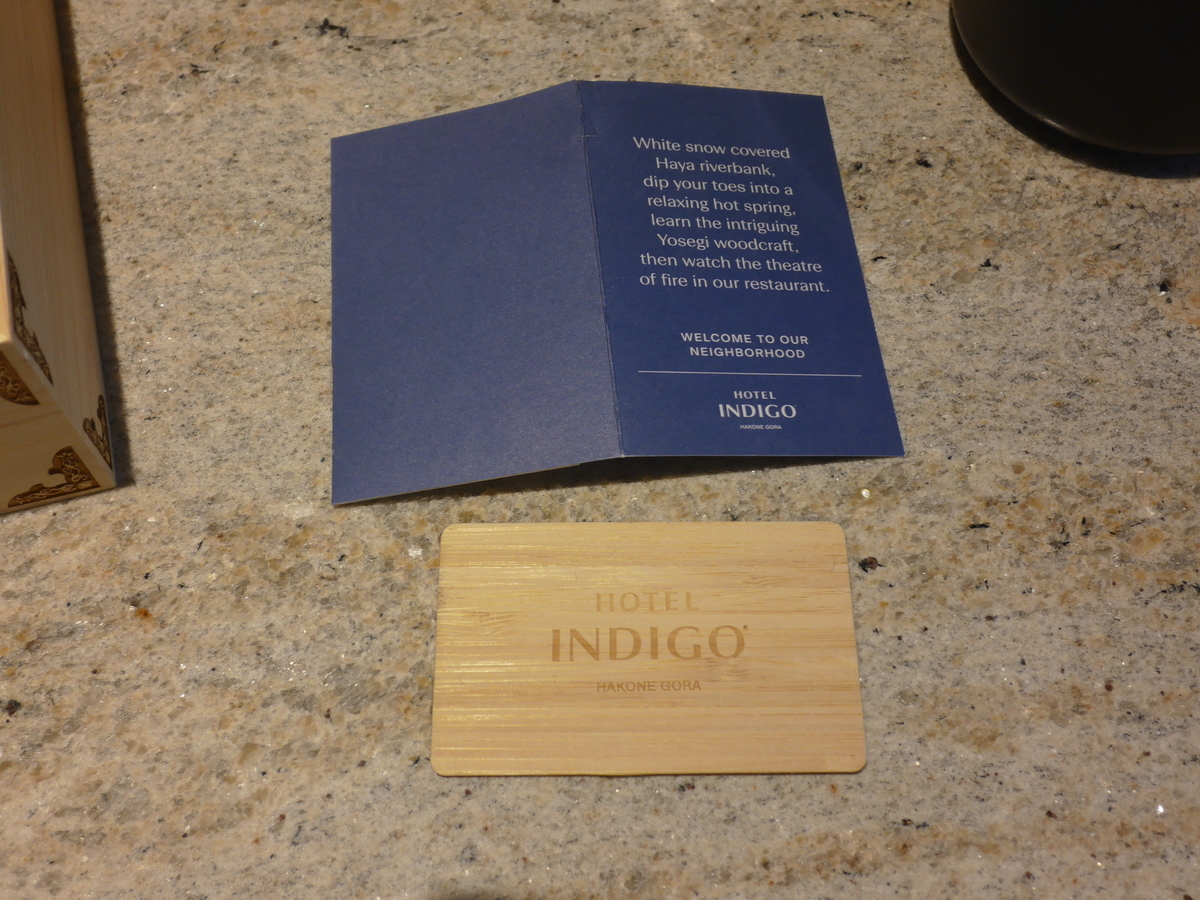 White snow covered
Haya riverbank,
dip your toes into a
relaxing hot spring,
learn the intriguing
Yosegi woodcraft,
then watch the theatre
of fire in our restaurant.
WELCOME TO OUR
NEIGHBORHOOD
HOTEL
INDIGO
HAKONE GORA
HOTEL
INDIGO
HAKONE GORA